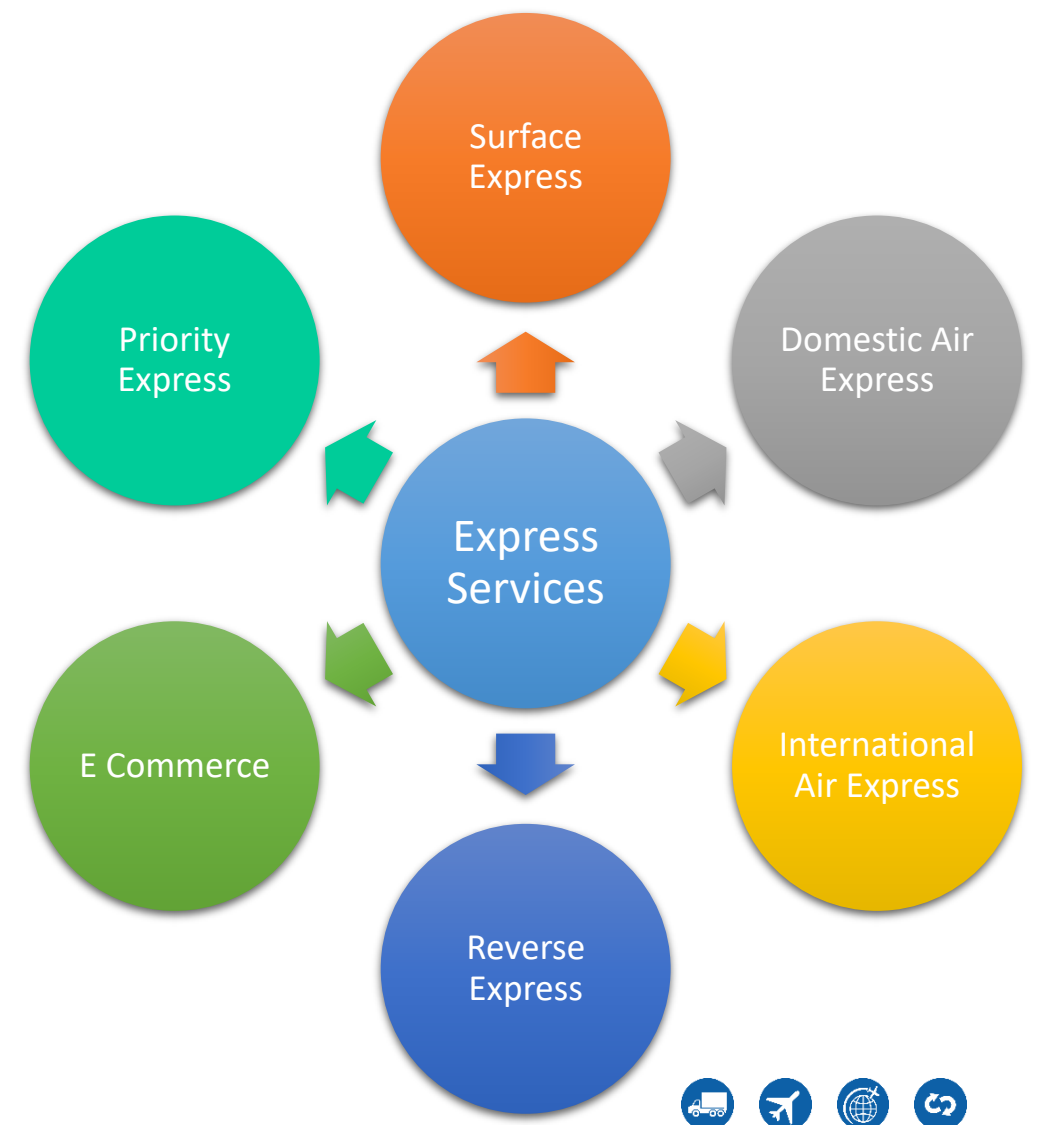 Surface
Express
Priority
Express
Domestic Air
Express
Express
Services
E Commerce
International
Air Express
Reverse
Express